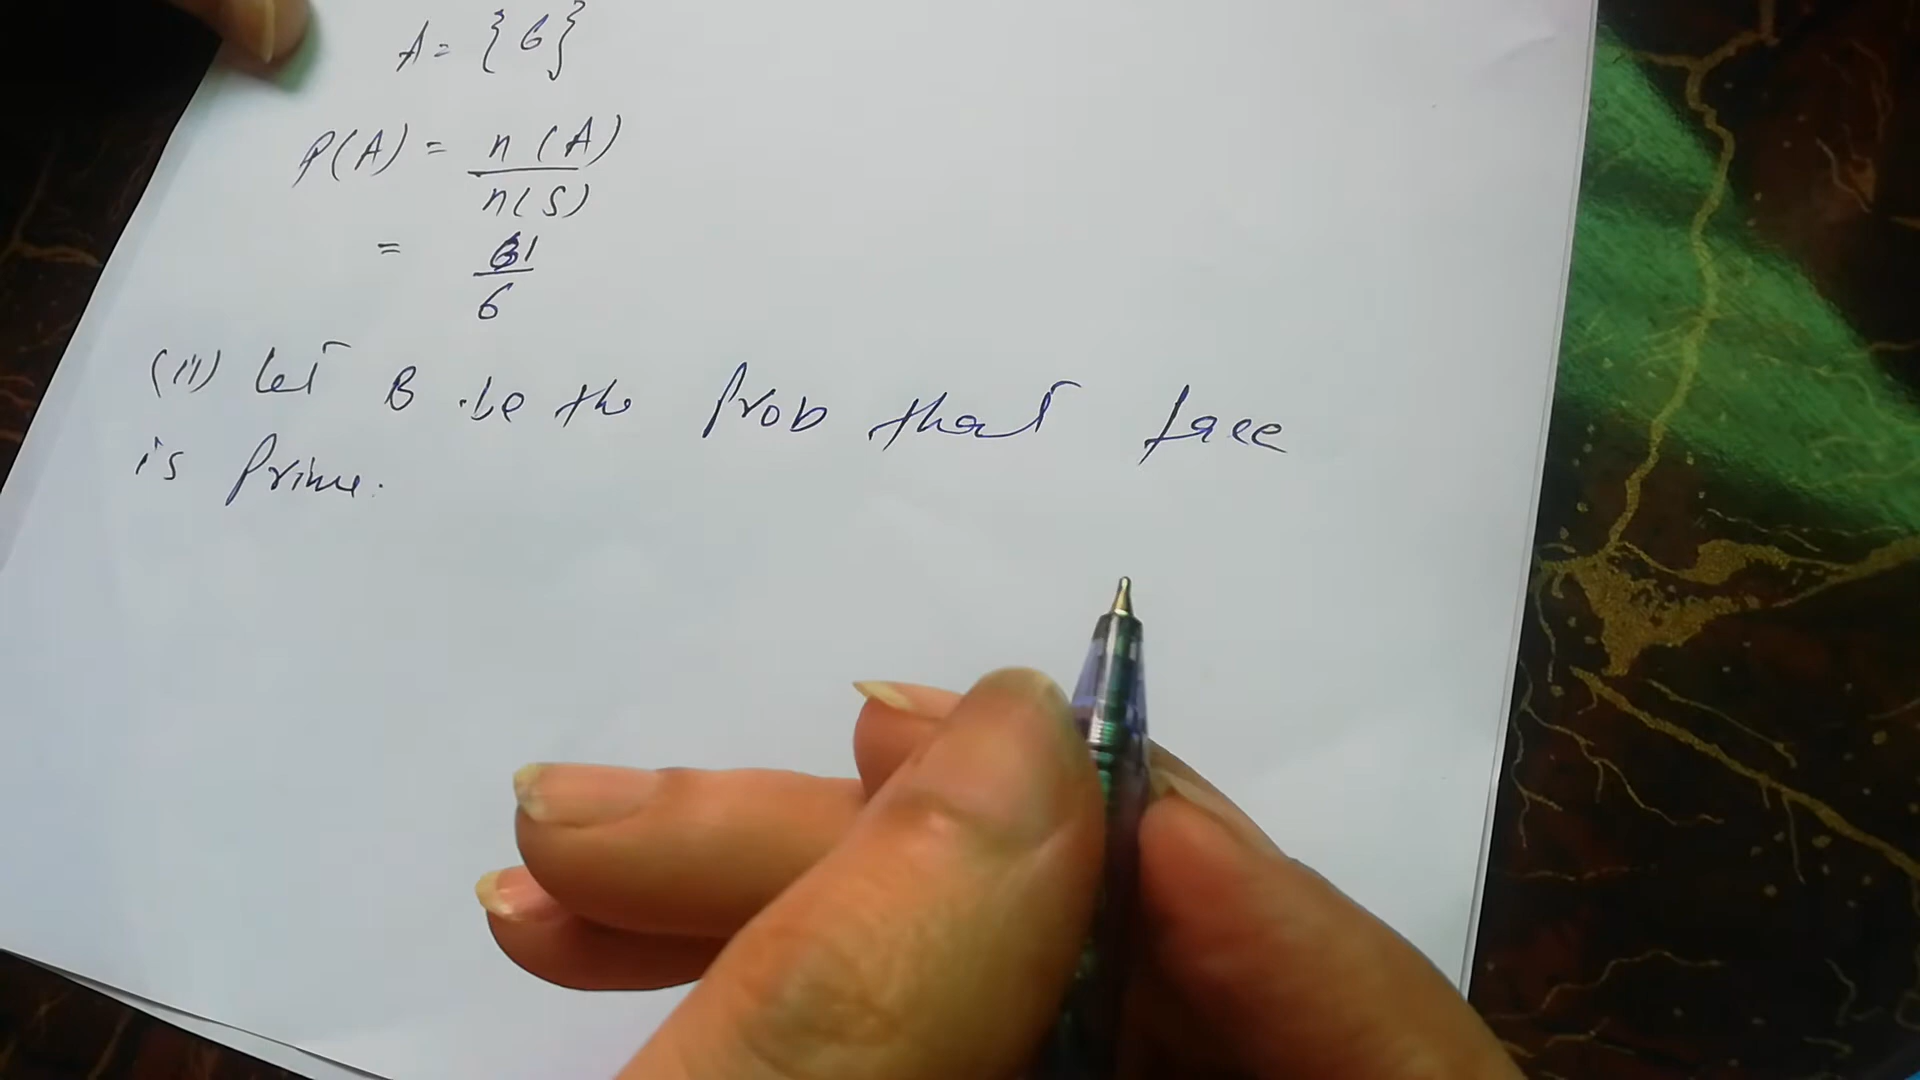 A = {6}
P(A) = n(A)
n(S)
= 1
6
(ii) Let B be the Prob that face
is Prime.